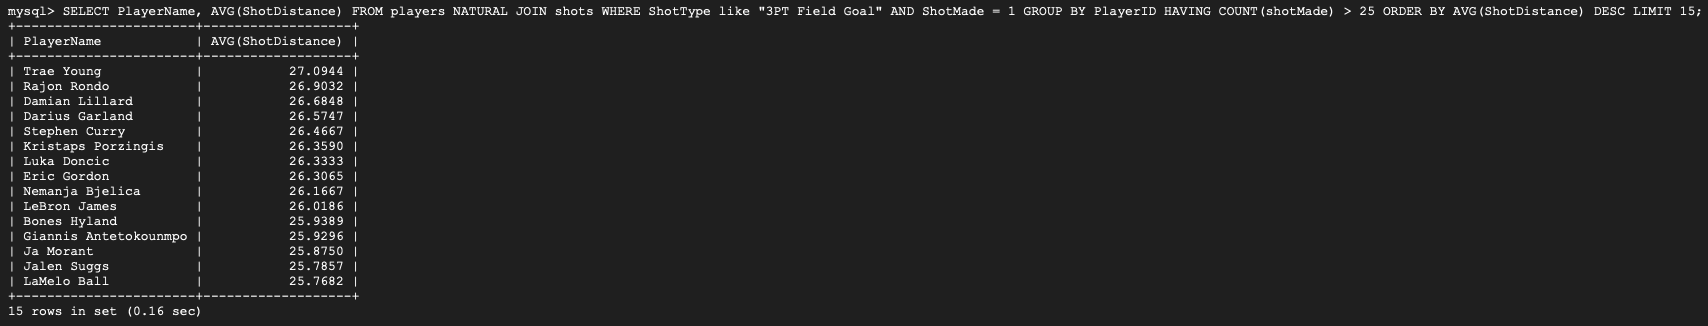 mysql> SELECT PlayerName, AVG(ShotDistance) FROM players NATURAL JOIN shots WHERE ShotType like "3PT Field Goal" AND ShotMade = 1 GROUP BY PlayerID HAVING COUNT(shotMade) > 25 ORDER BY AVG(ShotDistance) DESC LIMIT 15;
+---------------------+-------------------+
| PlayerName            | AVG(ShotDistance) |
+-----------------------+-------------------+
| Trae Young            |           27.0944 |
| Rajon Rondo           |           26.9032 |
| Damian Lillard        |           26.6848 |
| Darius Garland        |           26.5747 |
| Stephen Curry         |           26.4667 |
| Kristaps Porzingis    |           26.3590 |
| Luka Doncic           |           26.3333 |
| Eric Gordon           |           26.3065 |
| Nemanja Bjelica       |           26.1667 |
| LeBron James          |           26.0186 |
| Bones Hyland          |           25.9389 |
| Giannis Antetokounmpo |           25.9296 |
| Ja Morant             |           25.8750 |
| Jalen Suggs           |           25.7857 |
| LaMelo Ball           |           25.7682 |
+-----------------------+-------------------+
15 rows in set (0.16 sec)